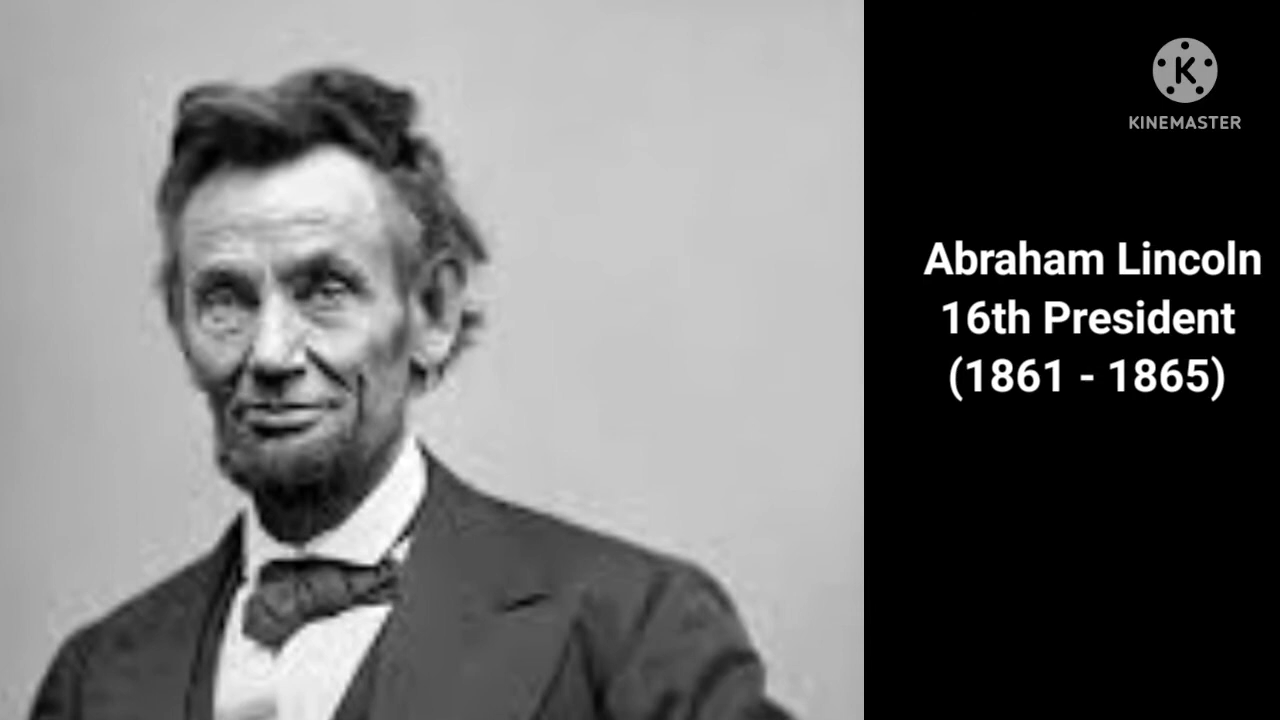 KINEMASTER
Abraham Lincoln
16th President
(1861 - 1865)